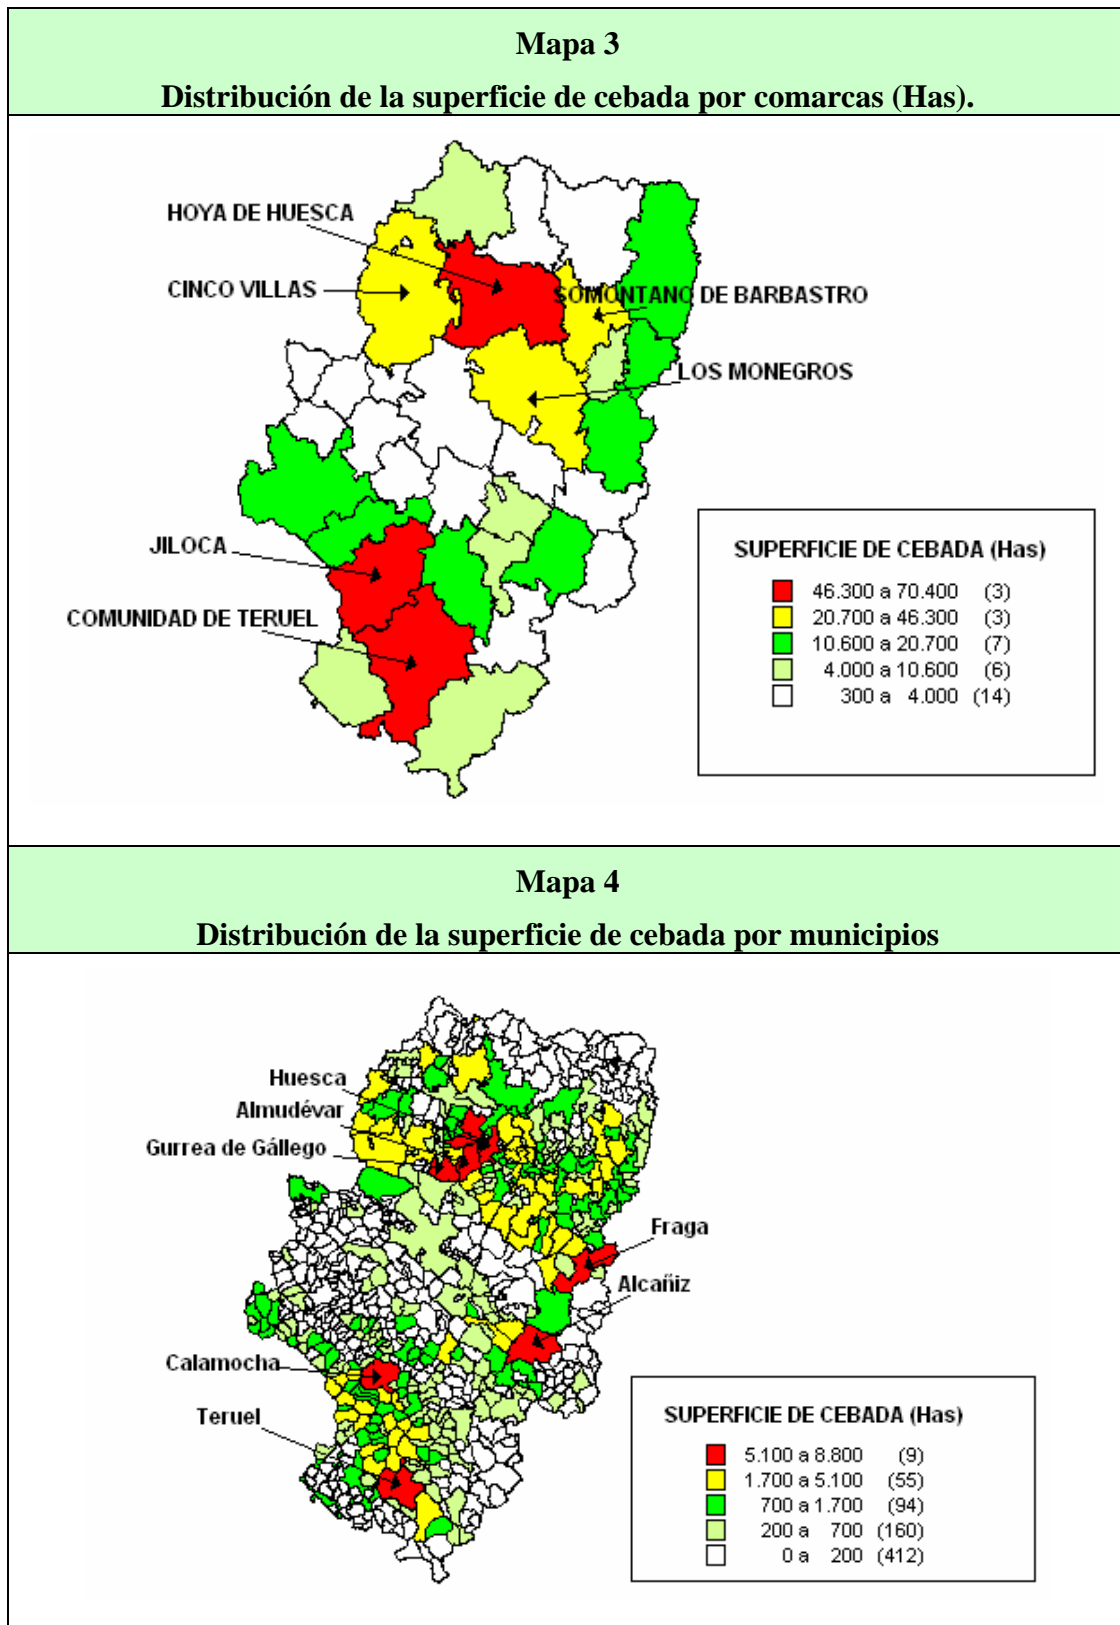 Mapa 3
Distribución de la superficie de cebada por comarcas (Has).
HOYA DE HUESCA
CINCO VILLAS
SOMONTANO DE BARBASTRO
LOS MONEGROS
JILOCA
COMUNIDAD DE TERUEL
SUPERFICIE DE CEBADA (Has)
46.300 a 70.400 (3)
20.700 a 46.300 (3)
10.600 a 20.700 (7)
4.000 a 10.600 (6)
300 a 4.000 (14)
Mapa 4
Distribución de la superficie de cebada por municipios
Huesca
Almudévar
Gurrea de Gállego
Fraga
Alcañiz
Calamocha
Teruel
SUPERFICIE DE CEBADA (Has)
5.100 a 8.800 (9)
1.700 a 5.100 (55)
700 a 1.700 (94)
200 a 700 (160)
0 a 200 (412)